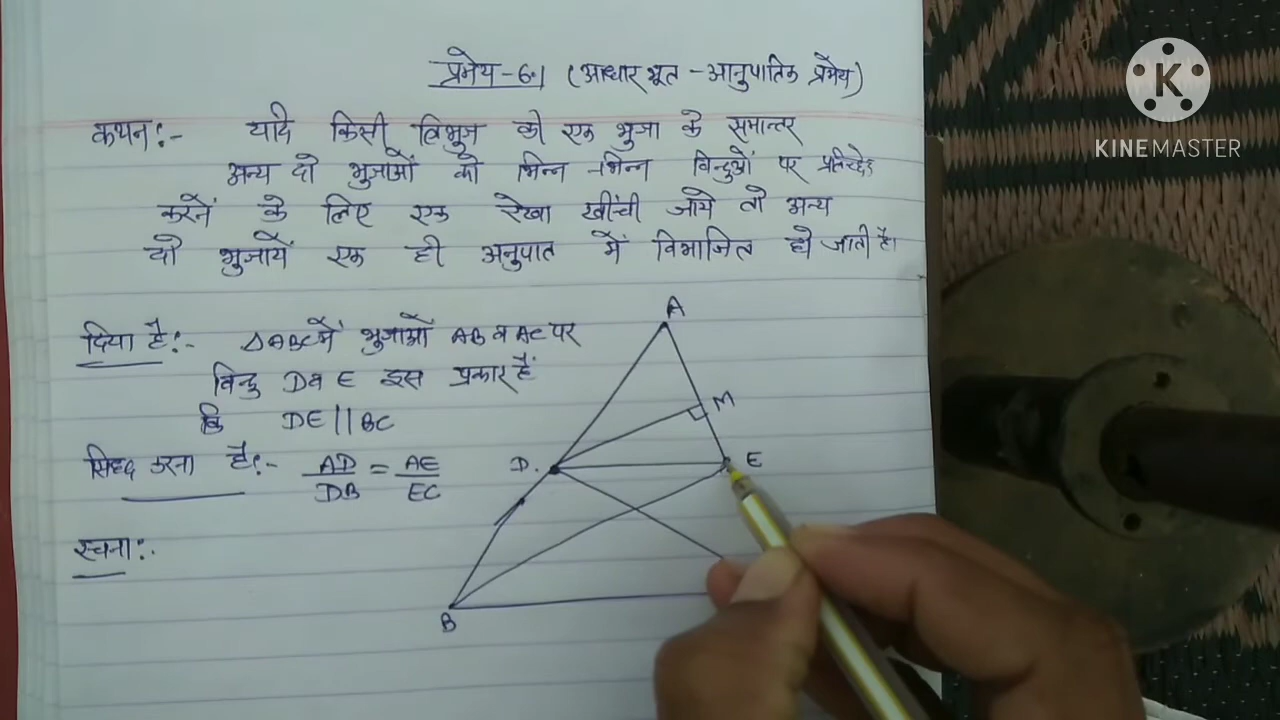 प्रमेय-6.1 (आधारभूत-आनुपातिक प्रमेय)
कथन:- यदि किसी त्रिभुज की एक भुजा के समान्तर
अन्य दो भुजाओं को भिन्न-भिन्न बिन्दुओं पर प्रतिच्छेद
करनें के लिए एक रेखा खींची जाये तो अन्य
दो भुजायें एक ही अनुपात में विभाजित हो जाती है।
दिया है:- △ABC में भुजाओं AB व AC पर
बिन्दु D व E इस प्रकार हैं
कि DE||BC
सिद्ध करना है:- AD/DB = AE/EC
रचना:-
A
M
D.
E
B
K
KINEMASTER